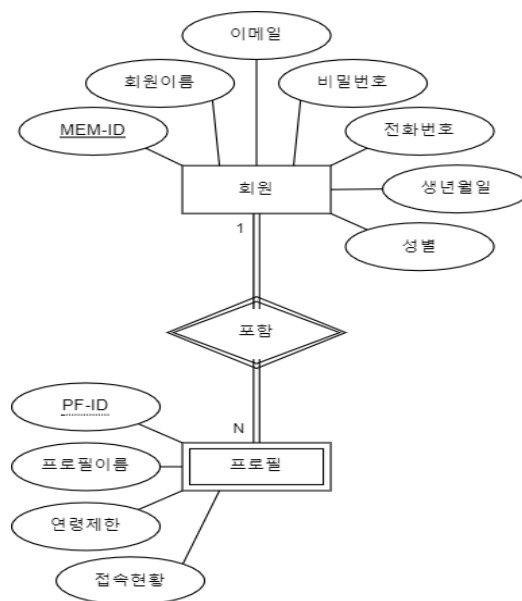 이메일
회원이름
비밀번호
MEM-ID
전화번호
회원
생년월일
성별
1
포함
PF-ID
N
프로필이름
프로필
연령제한
접속현황